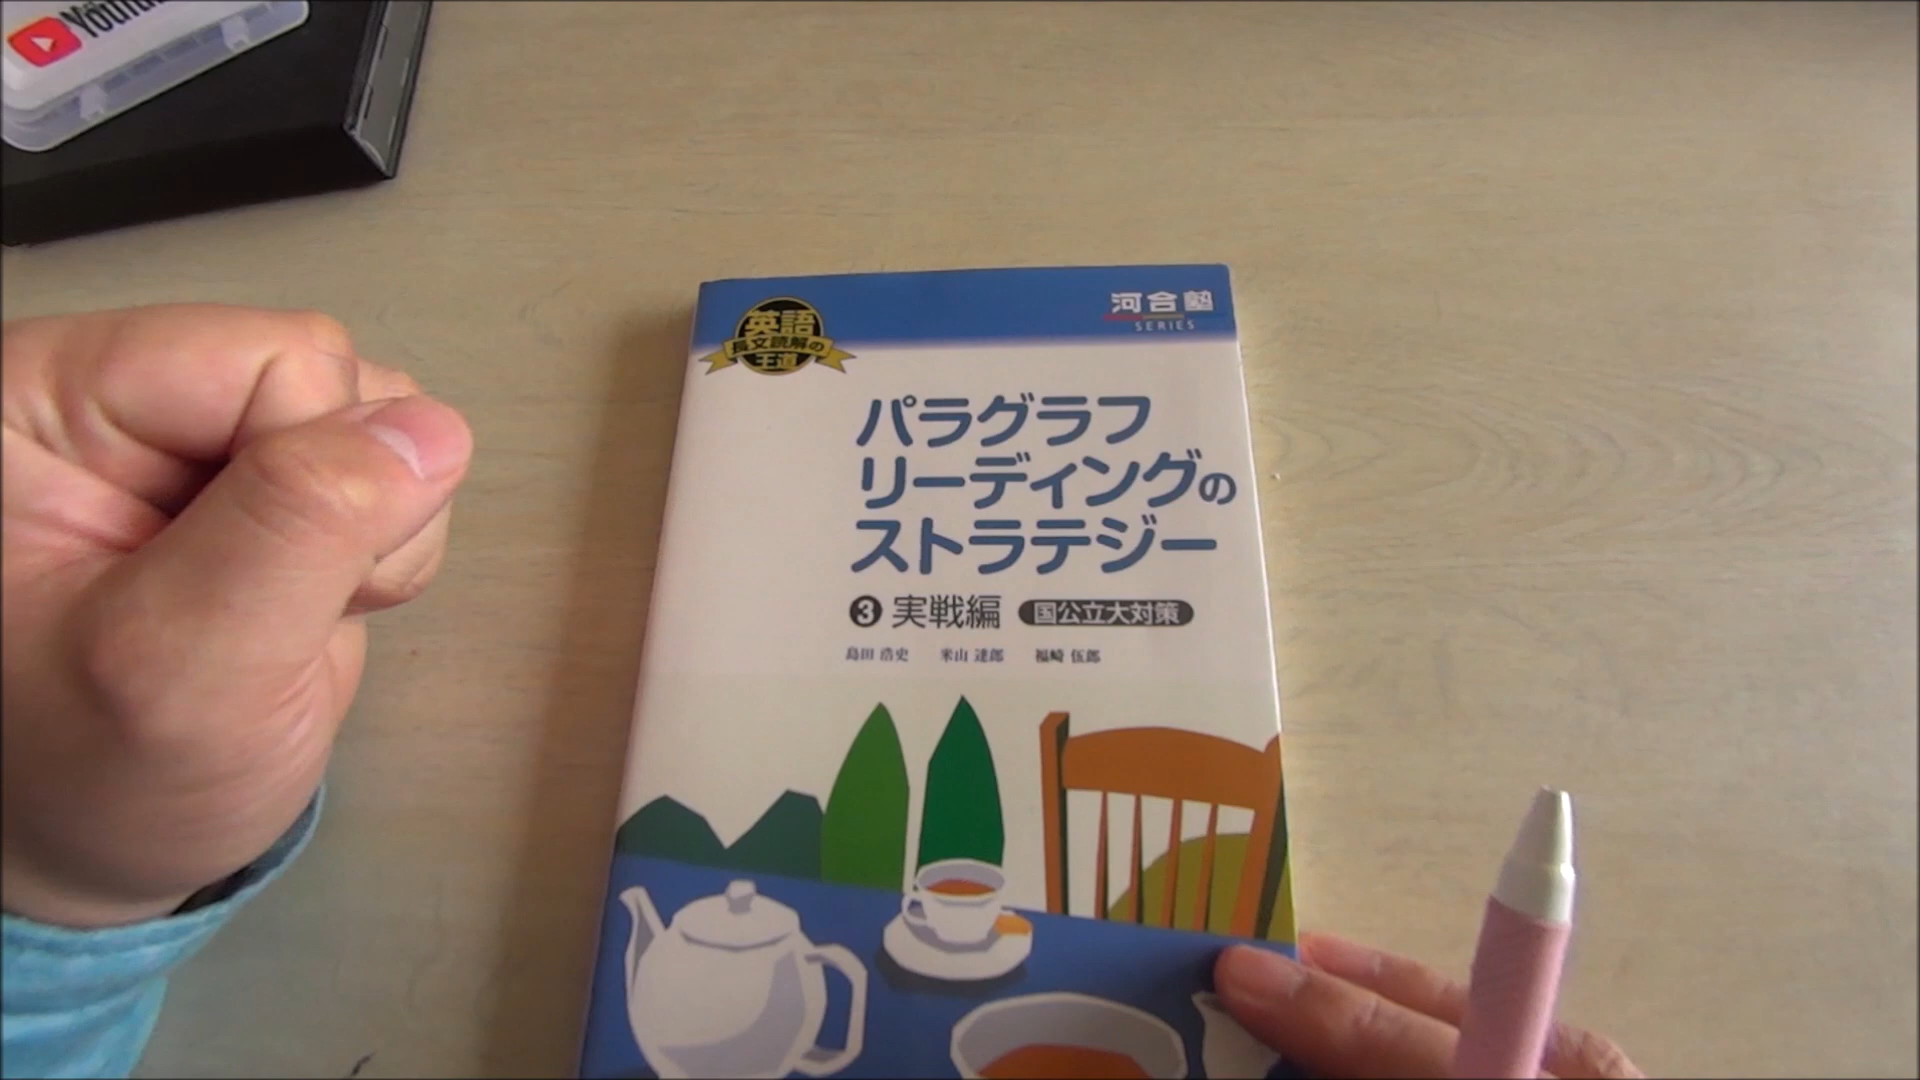 YouTu
英語
長文読解の
王道
河合塾
SERIES
パラグラフ
リーディングの
ストラテジー
❸ 実戦編 国公立大対策
島田 浩史 米山 達郎 福崎 伍郎